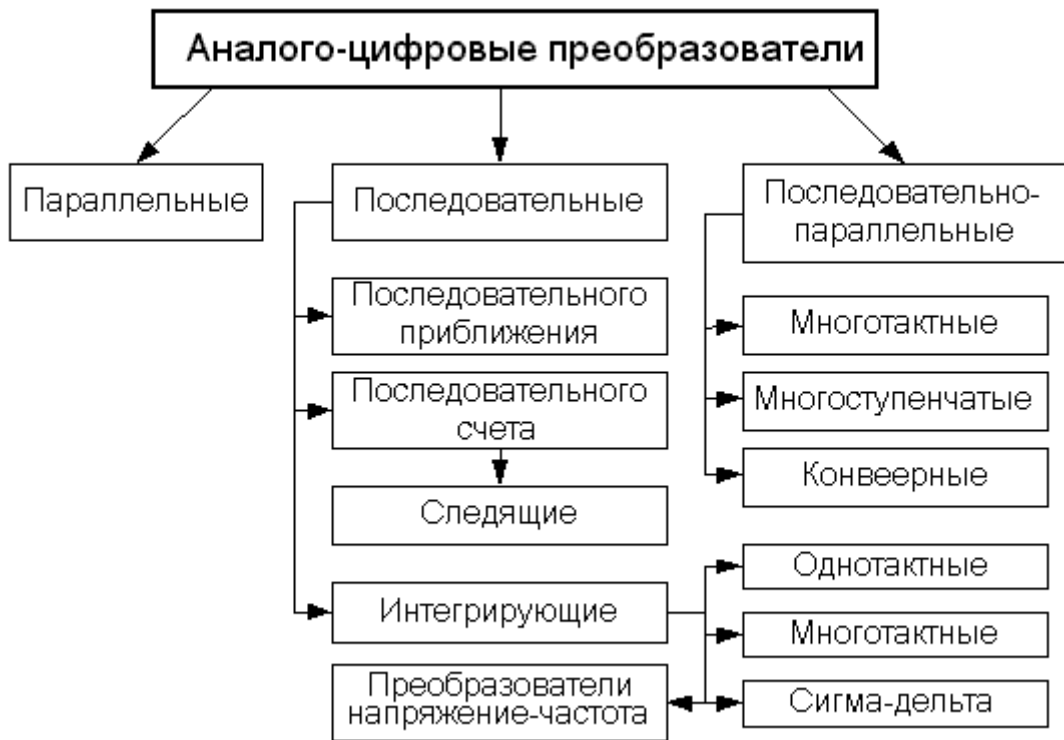 Аналого-цифровые преобразователи
Параллельные
Последовательные
Последовательно-
параллельные
Последовательного
приближения
Последовательного
счета
Следящие
Интегрирующие
Преобразователи
напряжение-частота
Многотактные
Многоступенчатые
Конвеерные
Однотактные
Многотактные
Сигма-дельта